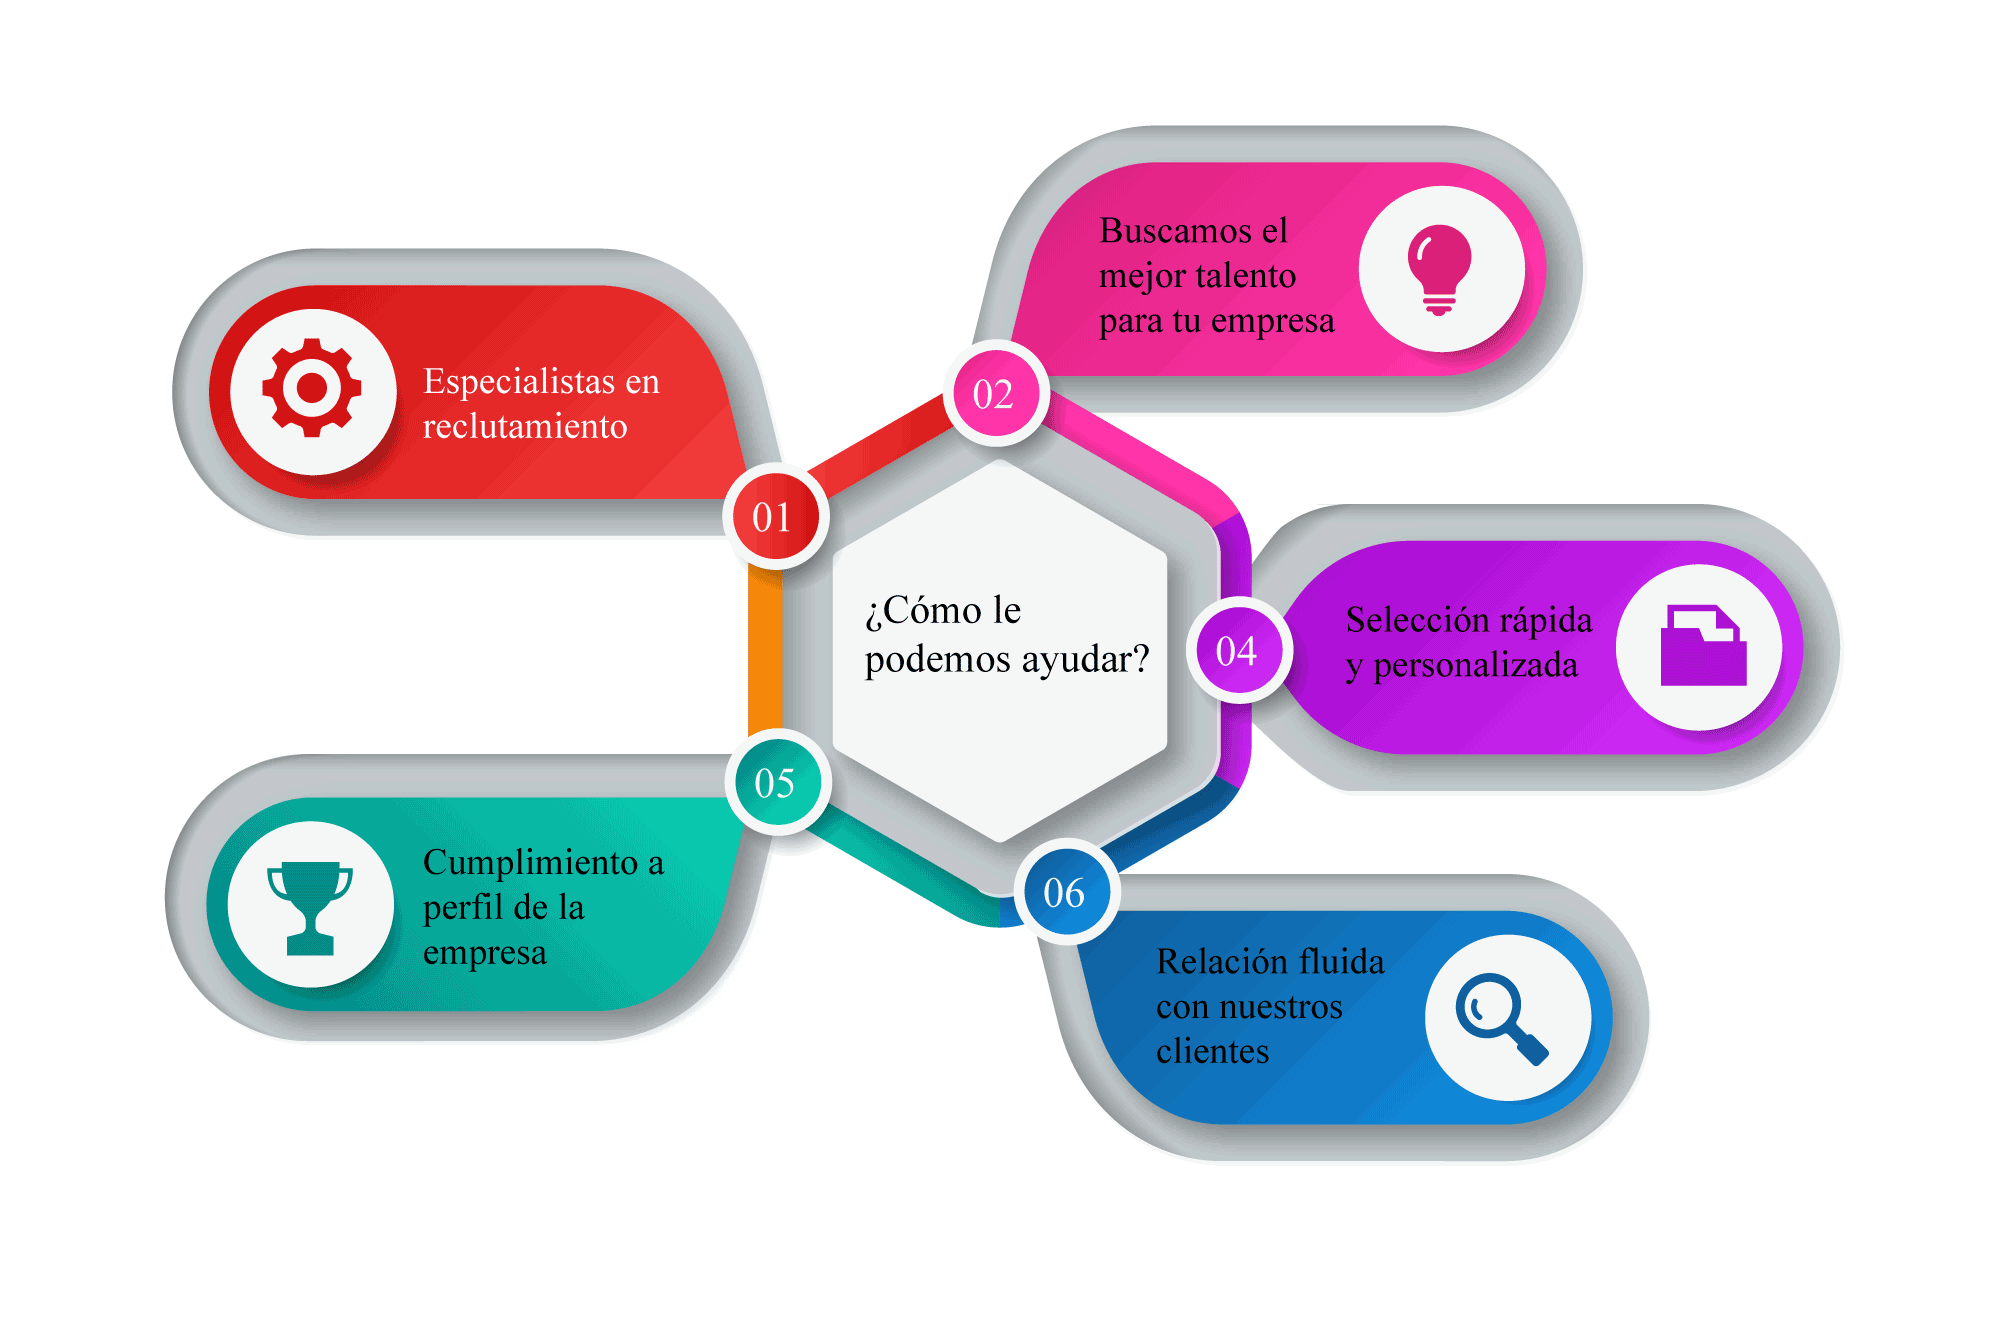 ¿Cómo le
podemos ayudar?
01
Especialistas en
reclutamiento
02
Buscamos el
mejor talento
para tu empresa
04
Selección rápida
y personalizada
05
Cumplimiento a
perfil de la
empresa
06
Relación fluida
con nuestros
clientes